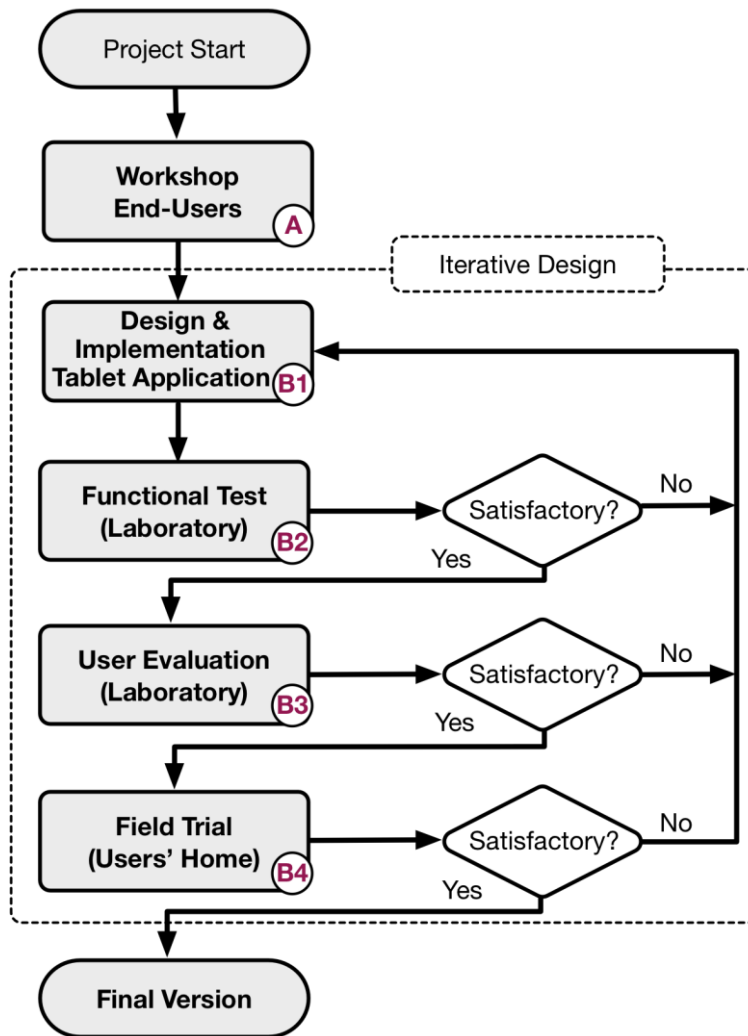 Project Start
Workshop
End-Users
A
Iterative Design
Design &
Implementation
Tablet Application
B1
Functional Test
(Laboratory)
B2
Satisfactory?
No
Yes
User Evaluation
(Laboratory)
B3
Satisfactory?
No
Yes
Field Trial
(Users’ Home)
B4
Satisfactory?
No
Yes
Final Version